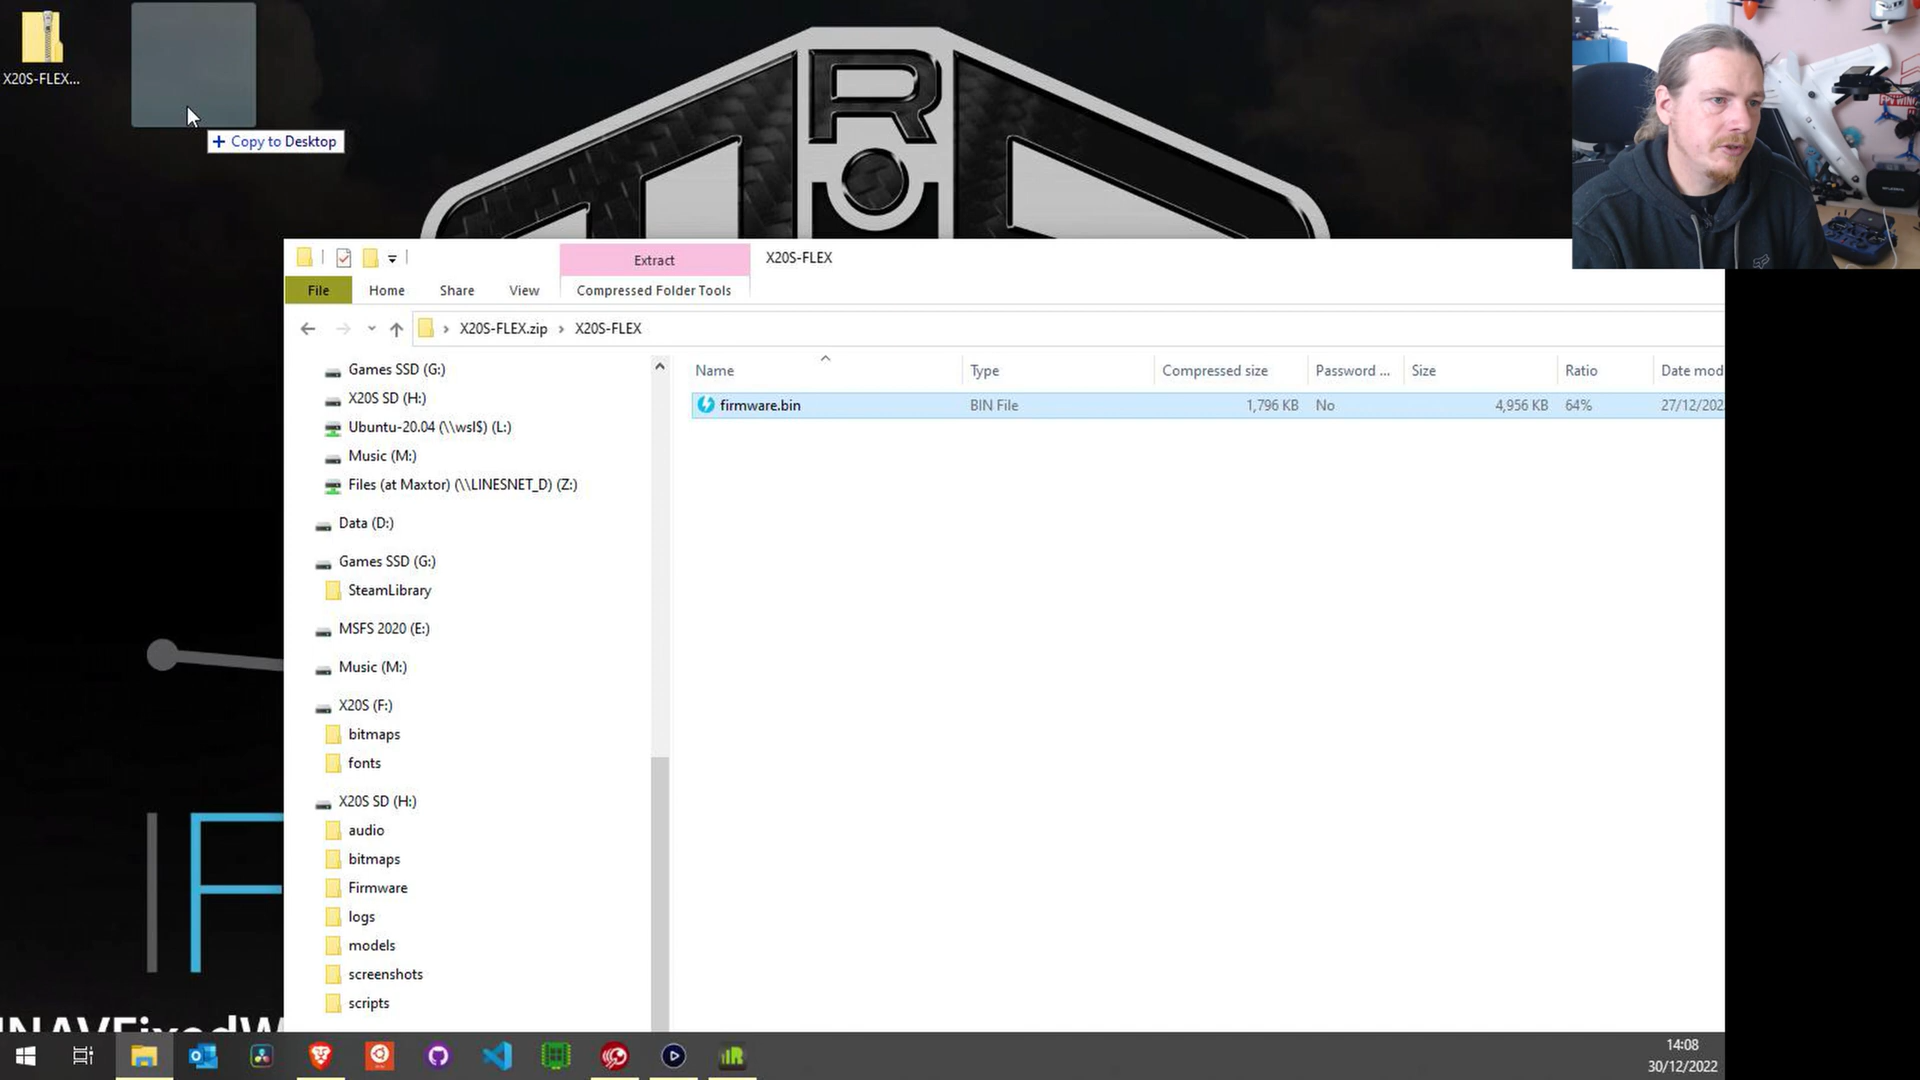 X20S-FLEX...
+ Copy to Desktop
R
Extract
X20S-FLEX
File
Home
Share
View
Compressed Folder Tools
X20S-FLEX.zip > X20S-FLEX
Games SSD (G:)
X20S SD (H:)
Ubuntu-20.04 (\\wsl$) (L:)
Music (M:)
Files (at Maxtor) (\\LINESNET_D) (Z:)
Data (D:)
Games SSD (G:)
SteamLibrary
MSFS 2020 (E:)
Music (M:)
X20S (F:)
bitmaps
fonts
X20S SD (H:)
audio
bitmaps
Firmware
logs
models
screenshots
scripts
Name
Type
Compressed size
Password ...
Size
Ratio
Date mod
firmware.bin
BIN File
1,796 KB
No
4,956 KB
64%
27/12/202
F
INAVFixedW
14:08
30/12/2022